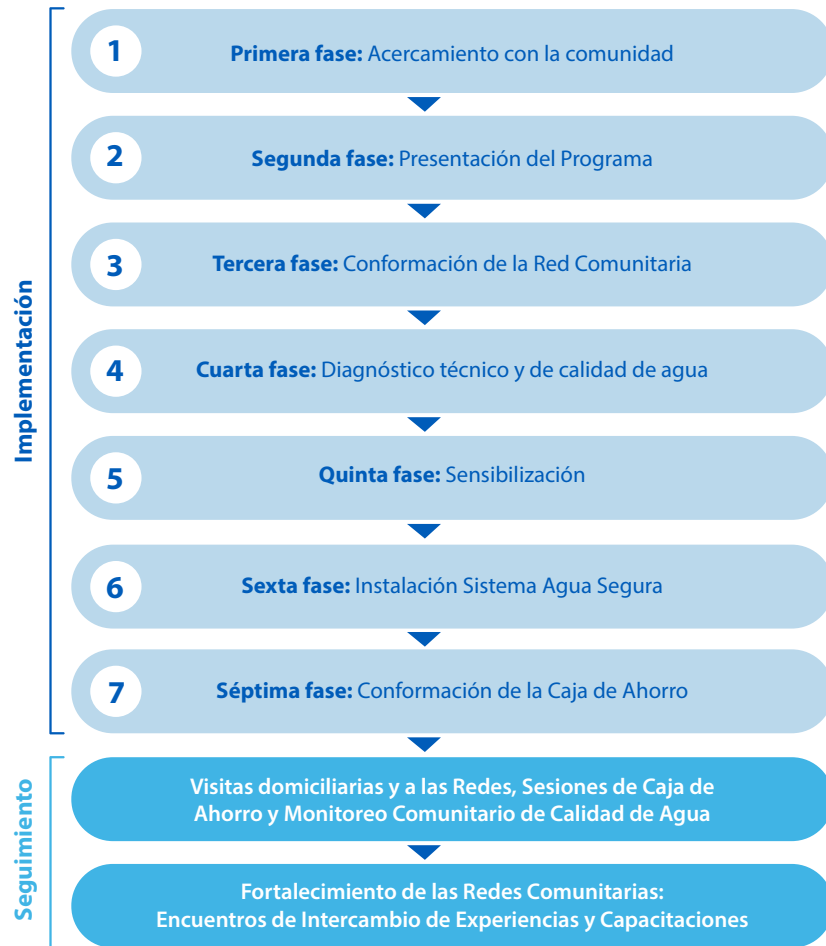 Implementación
1
Primera fase: Acercamiento con la comunidad
2
Segunda fase: Presentación del Programa
3
Tercera fase: Conformación de la Red Comunitaria
4
Cuarta fase: Diagnóstico técnico y de calidad de agua
5
Quinta fase: Sensibilización
6
Sexta fase: Instalación Sistema Agua Segura
7
Séptima fase: Conformación de la Caja de Ahorro
Seguimiento
Visitas domiciliarias y a las Redes, Sesiones de Caja de
Ahorro y Monitoreo Comunitario de Calidad de Agua
Fortalecimiento de las Redes Comunitarias:
Encuentros de Intercambio de Experiencias y Capacitaciones